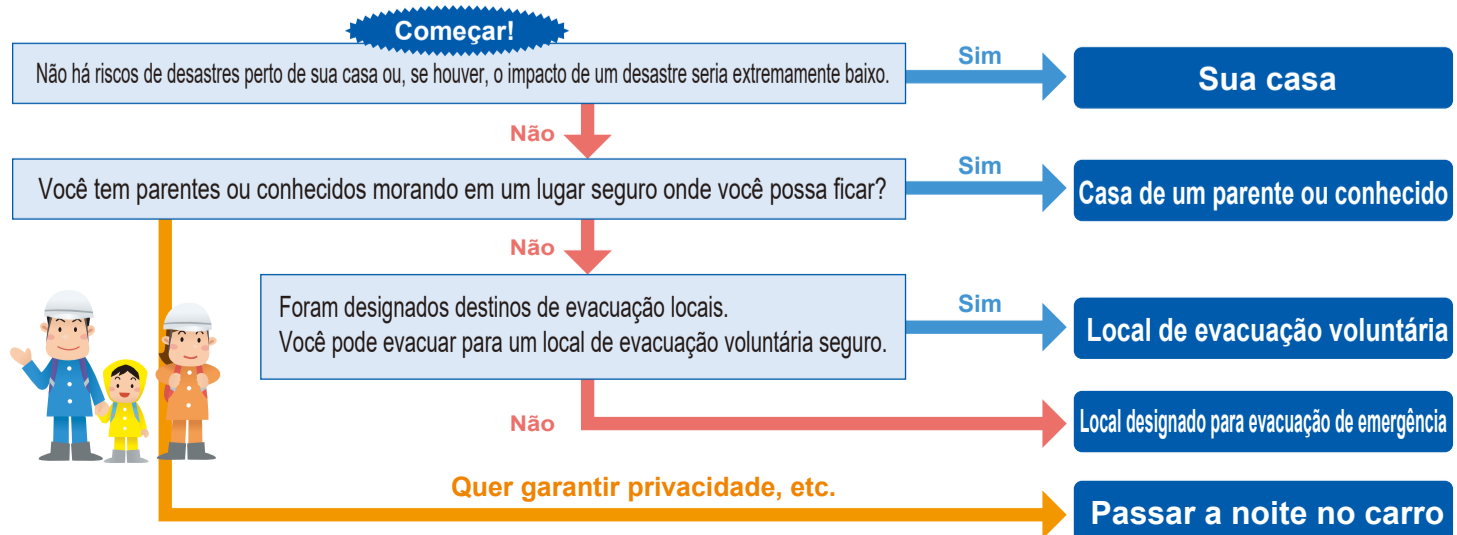 Começar!
Não há riscos de desastres perto de sua casa ou, se houver, o impacto de um desastre seria extremamente baixo.
Sim
Sua casa
Não
Você tem parentes ou conhecidos morando em um lugar seguro onde você possa ficar?
Sim
Casa de um parente ou conhecido
Não
Foram designados destinos de evacuação locais.
Você pode evacuar para um local de evacuação voluntária seguro.
Sim
Local de evacuação voluntária
Não
Local designado para evacuação de emergência
Quer garantir privacidade, etc.
Passar a noite no carro